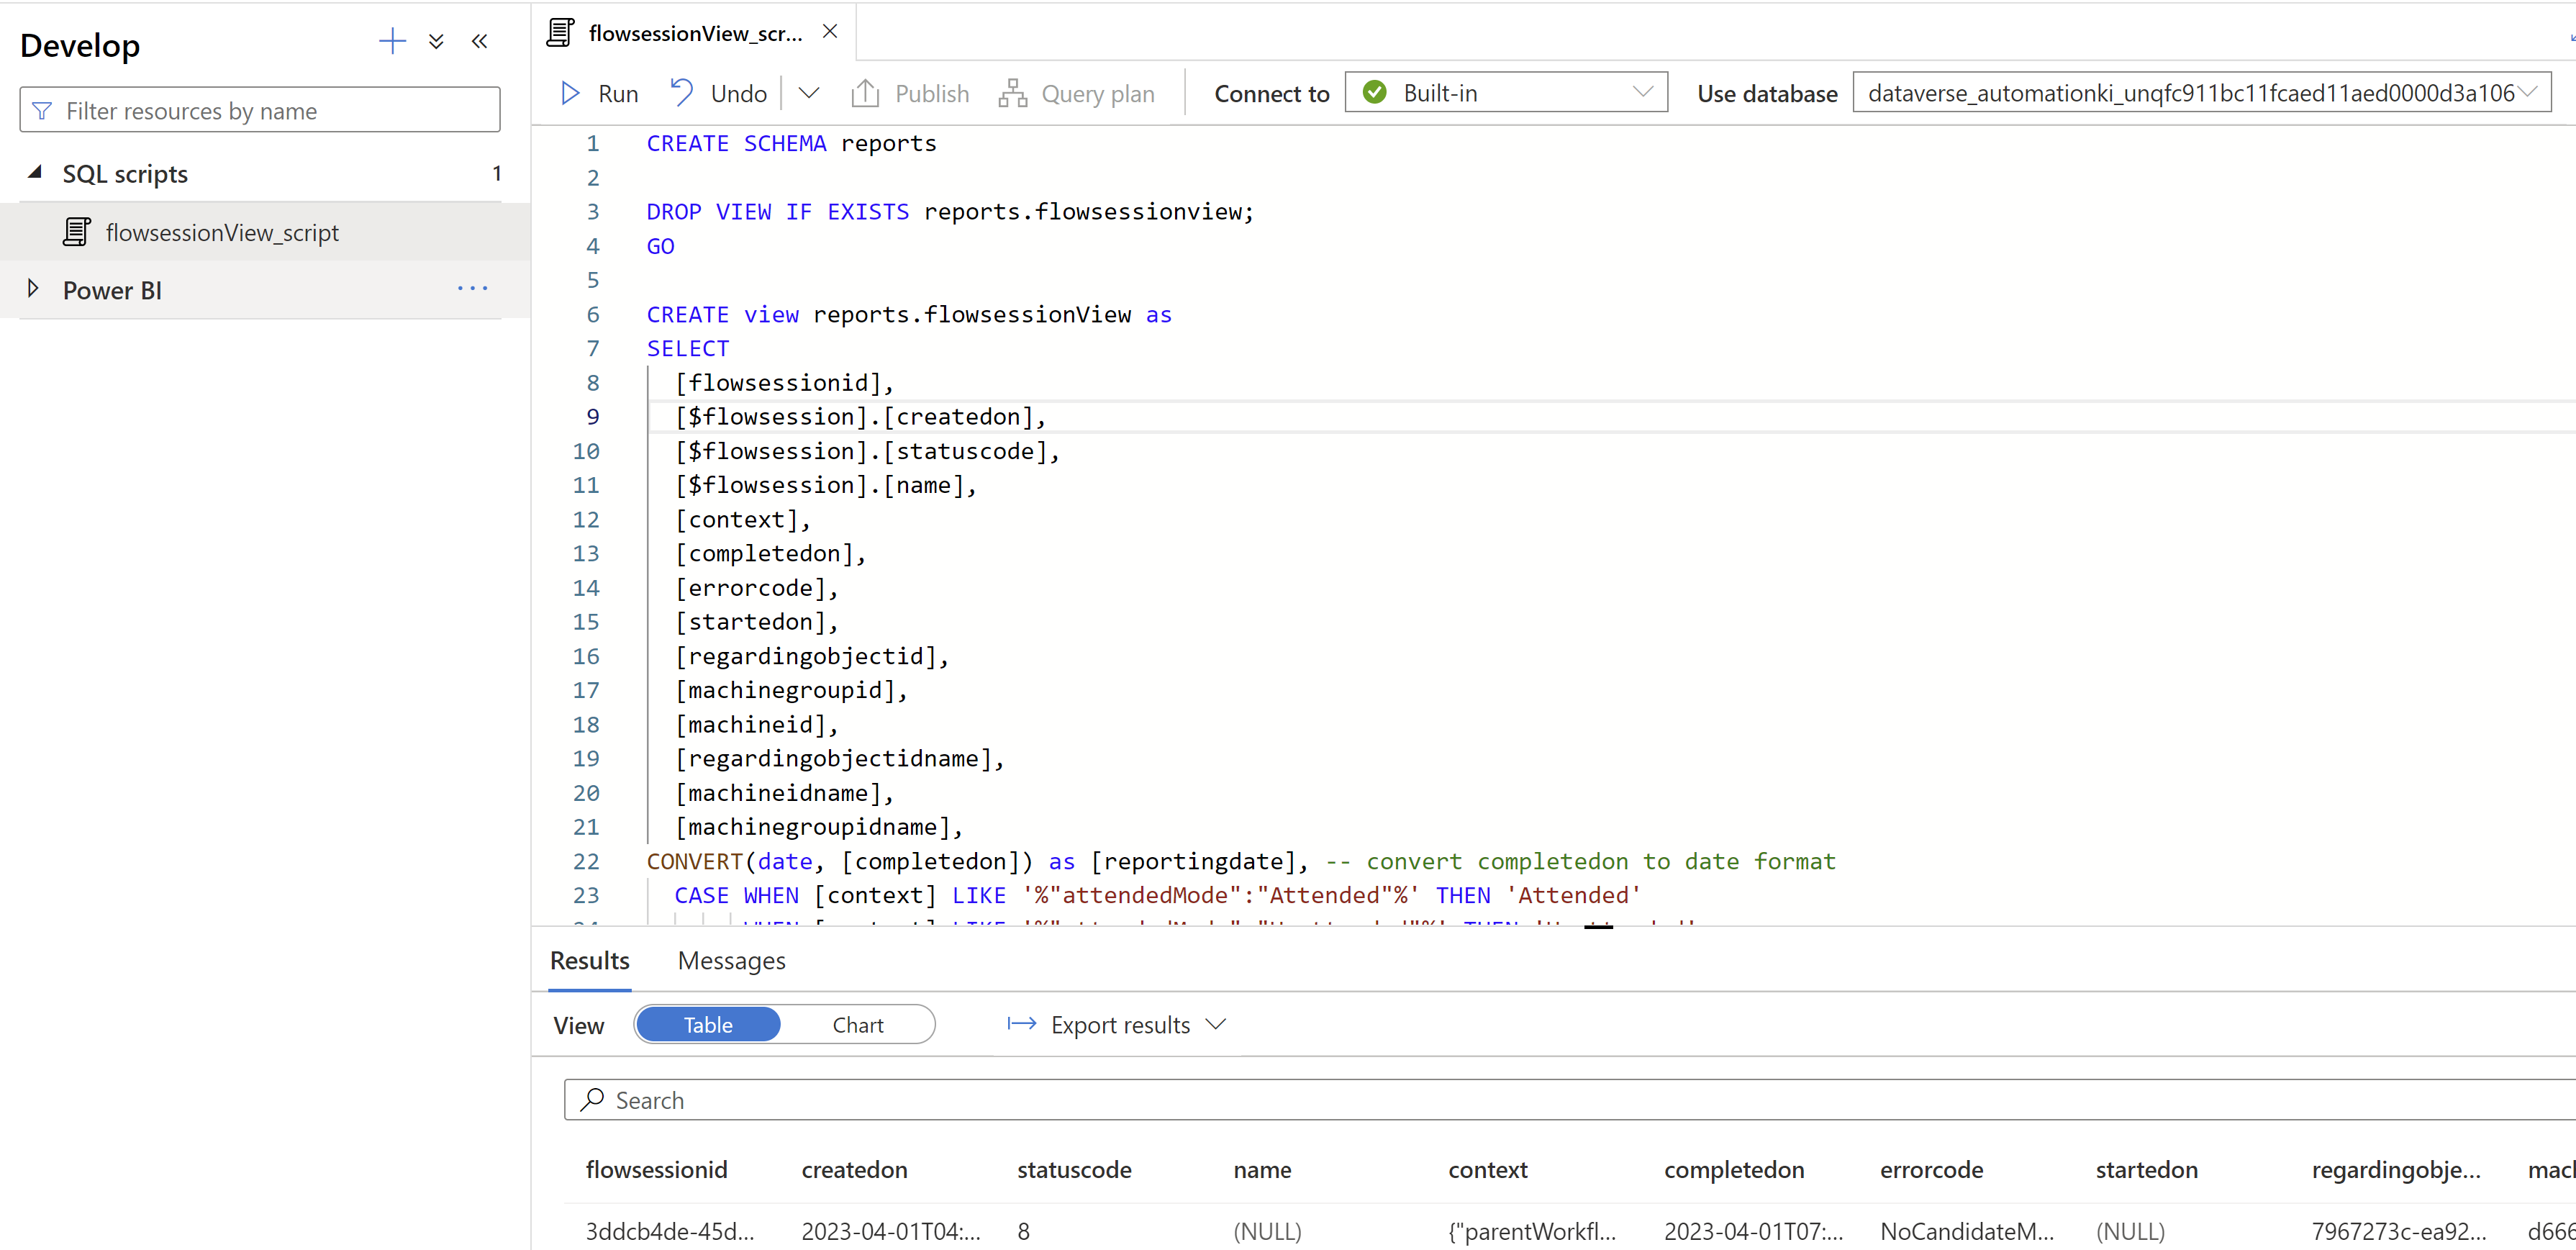 Develop
Filter resources by name
SQL scripts 1
flowsessionView_script
Power BI
flowsessionView_scr...
Run Undo Publish Query plan Connect to Built-in Use database dataverse_automationki_unqfc911bc11fcaed11aed0000d3a106
1 CREATE SCHEMA reports
2
3 DROP VIEW IF EXISTS reports.flowsessionview;
4 GO
5
6 CREATE view reports.flowsessionView as
7 SELECT
8 [flowsessionid],
9 [$flowsession].[createdon],
10 [$flowsession].[statuscode],
11 [$flowsession].[name],
12 [context],
13 [completedon],
14 [errorcode],
15 [startedon],
16 [regardingobjectid],
17 [machinegroupid],
18 [machineid],
19 [regardingobjectidname],
20 [machineidname],
21 [machinegroupidname],
22 CONVERT(date, [completedon]) as [reportingdate], -- convert completedon to date format
23 CASE WHEN [context] LIKE '%"attendedMode":"Attended"%' THEN 'Attended'
Results Messages
View Table Chart Export results
Search
flowsessionid createdon statuscode name context completedon errorcode startedon regardingobje...
3ddcb4de-45d... 2023-04-01T04:... 8 (NULL) {"parentWorkfl... 2023-04-01T07:... NoCandidateM... (NULL) 7967273c-ea92... d666